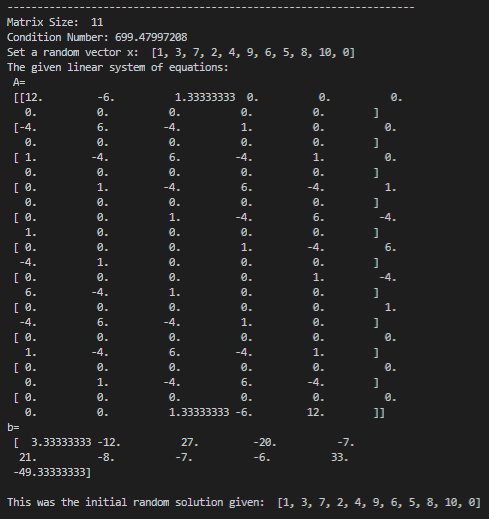 -----------------------------------------------------------------
Matrix Size:  11
Condition Number: 699.47997208
Set a random vector x:  [1, 3, 7, 2, 4, 9, 6, 5, 8, 10, 0]
The given linear system of equations:
A=
[[12.         -6.          1.33333333  0.          0.          0.
0.          0.          0.          0.          0.        ]
[-4.          6.         -4.          1.          0.          0.
0.          0.          0.          0.          0.        ]
[ 1.         -4.          6.         -4.          1.          0.
0.          0.          0.          0.          0.        ]
[ 0.          1.         -4.          6.         -4.          1.
0.          0.          0.          0.          0.        ]
[ 0.          0.          1.         -4.          6.         -4.
1.          0.          0.          0.          0.        ]
[ 0.          0.          0.          1.         -4.          6.
-4.          1.          0.          0.          0.        ]
[ 0.          0.          0.          0.          1.         -4.
6.         -4.          1.          0.          0.        ]
[ 0.          0.          0.          0.          0.          1.
-4.          6.         -4.          1.          0.        ]
[ 0.          0.          0.          0.          0.          0.
1.         -4.          6.         -4.          1.        ]
[ 0.          0.          0.          0.          0.          0.
0.          1.         -4.          6.         -4.        ]
[ 0.          0.          0.          0.          0.          0.
0.          0.          1.33333333 -6.         12.        ]]
b=
[  3.33333333 -12.          27.         -20.          -7.
21.          -8.          -7.          -6.          33.
-49.33333333]
This was the initial random solution given:  [1, 3, 7, 2, 4, 9, 6, 5, 8, 10, 0]